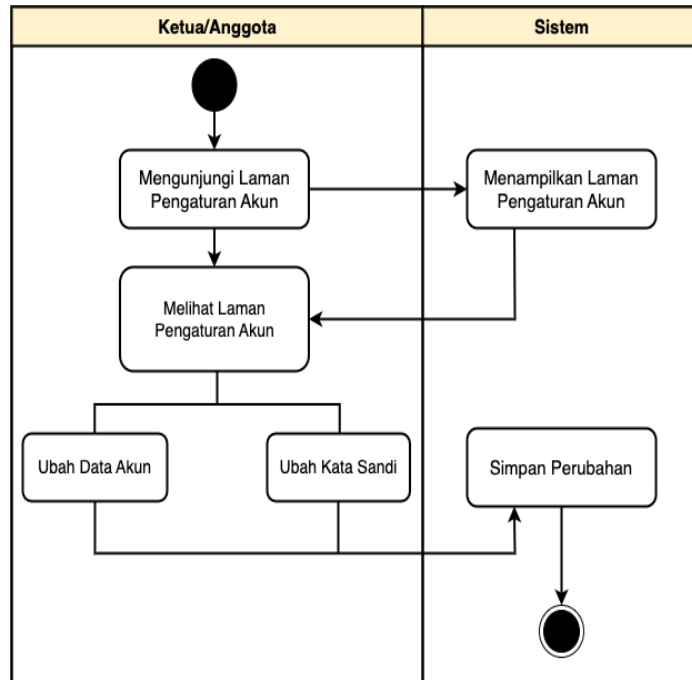 Ketua/Anggota
Sistem
Mengunjungi Laman
Pengaturan Akun
Menampilkan Laman
Pengaturan Akun
Melihat Laman
Pengaturan Akun
Ubah Data Akun
Ubah Kata Sandi
Simpan Perubahan